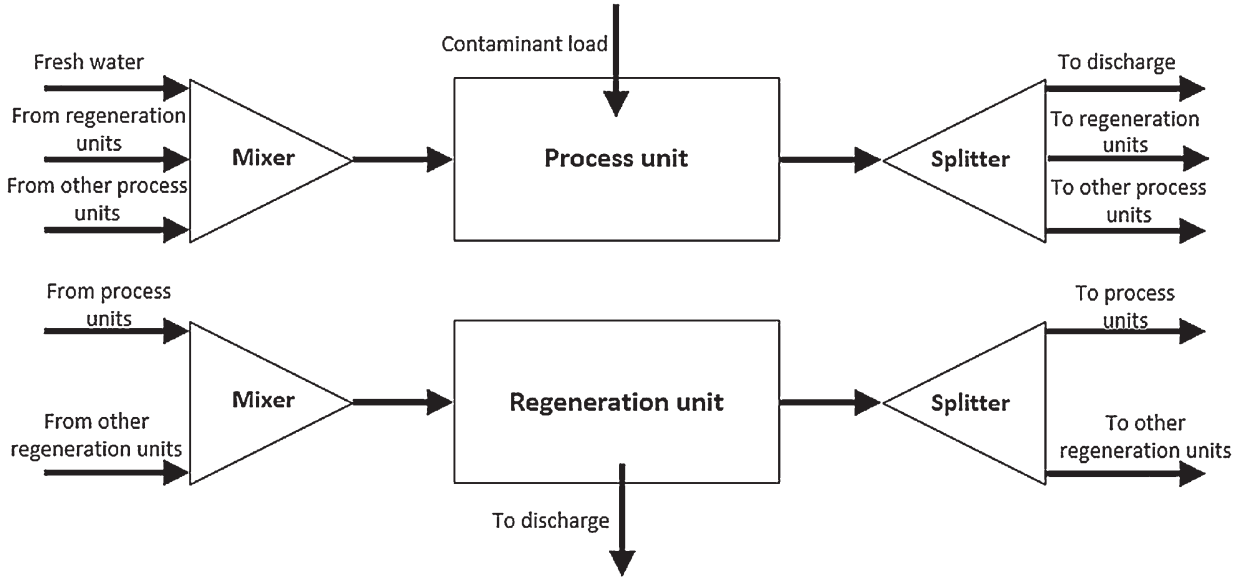 Contaminant load
Fresh water
From regeneration
units
From other process
units
Mixer
Process unit
Splitter
To discharge
To regeneration
units
To other process
units
From process
units
From other
regeneration units
Mixer
Regeneration unit
To discharge
Splitter
To process
units
To other
regeneration units